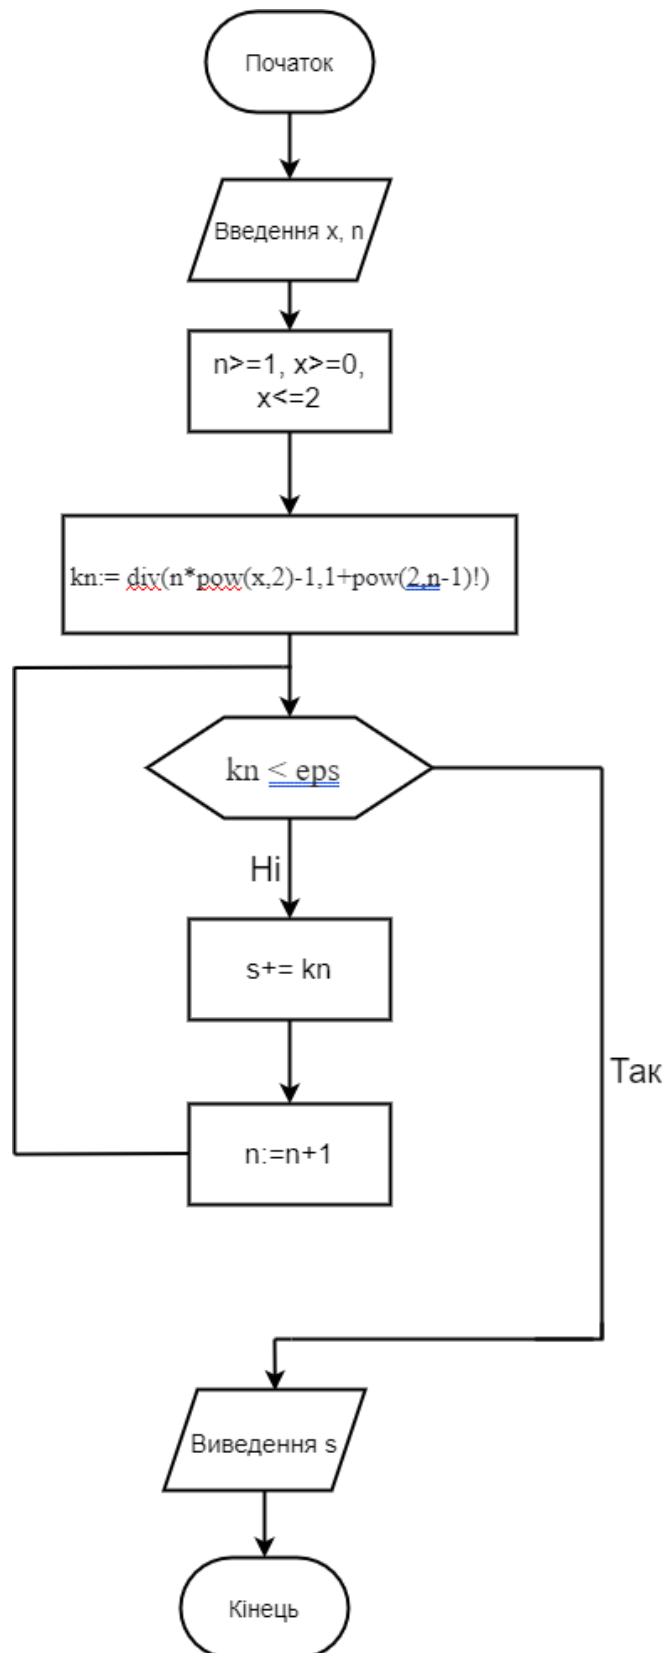 Початок
Введення x, n
n>=1, x>=0,
x<=2
kn:= div(n*pow(x,2)-1,1+pow(2,n-1)!)
kn < eps
Ні
s+= kn
Так
n:=n+1
Виведення s
Кінець